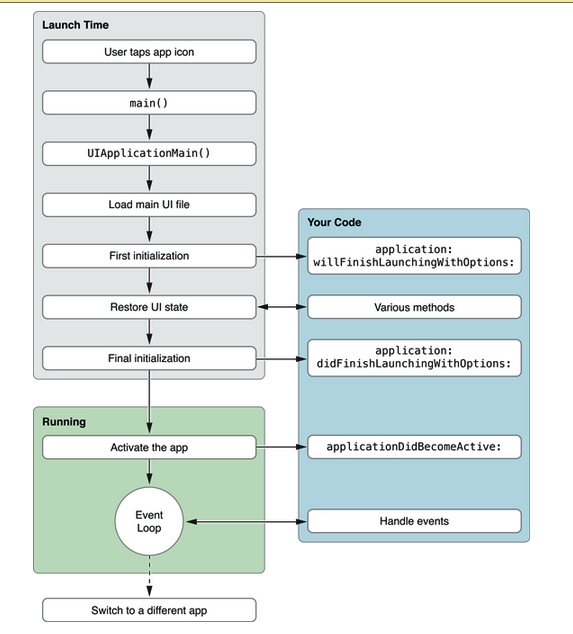 Launch Time
User taps app icon
main()
UIApplicationMain()
Load main UI file
First initialization
Restore UI state
Final initialization
Your Code
application:
willFinishLaunchingWithOptions:
Various methods
application:
didFinishLaunchingWithOptions:
applicationDidBecomeActive:
Handle events
Running
Activate the app
Event
Loop
Switch to a different app